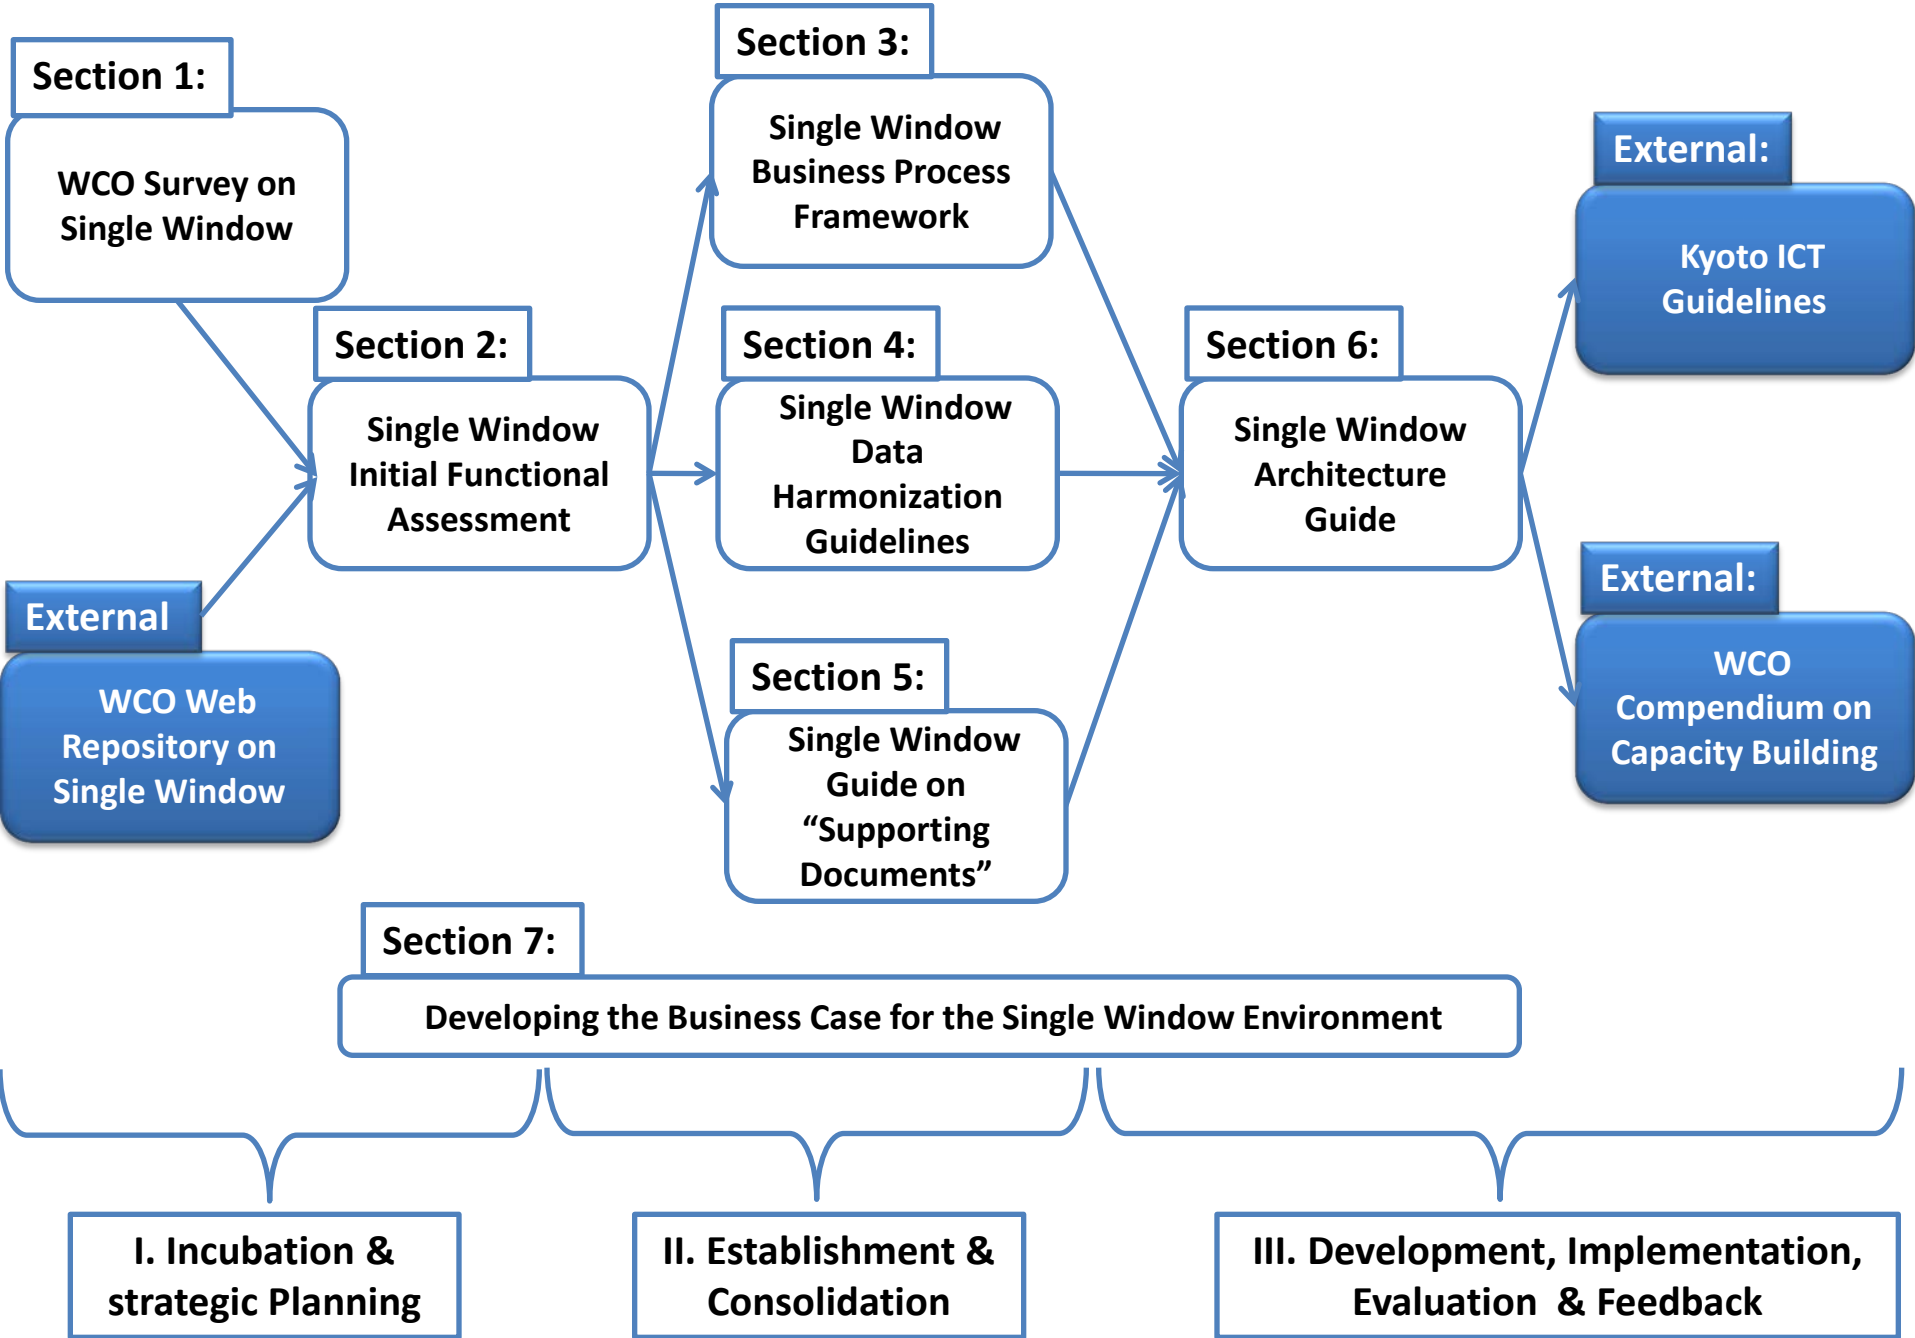 Section 1:
WCO Survey on
Single Window
External
WCO Web
Repository on
Single Window
Section 2:
Single Window
Initial Functional
Assessment
Section 3:
Single Window
Business Process
Framework
Section 4:
Single Window
Data
Harmonization
Guidelines
Section 5:
Single Window
Guide on
“Supporting
Documents”
Section 6:
Single Window
Architecture
Guide
External:
Kyoto ICT
Guidelines
External:
WCO
Compendium on
Capacity Building
Section 7:
Developing the Business Case for the Single Window Environment
I. Incubation &
strategic Planning
II. Establishment &
Consolidation
III. Development, Implementation,
Evaluation & Feedback